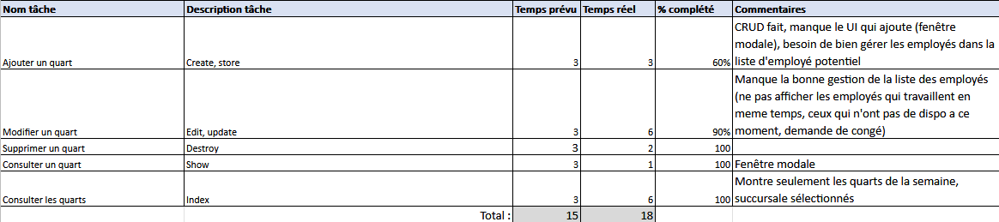 Nom tâche Description tâche Temps prévu Temps réel % complété Commentaires
CRUD fait, manque le UI qui ajoute (fenêtre
modale), besoin de bien gérer les employés dans la
Ajouter un quart Create, store 3 3 60% liste d'employé potentiel
Manque la bonne gestion de la liste des employés
(ne pas afficher les employés qui travaillent en
meme temps, ceux qui n'ont pas de dispo a ce
Modifier un quart Edit, update 3 6 90% moment, demande de congé)
Supprimer un quart Destroy 3 2 100
Consulter un quart Show 3 1 100 Fenêtre modale
Montre seulement les quarts de la semaine,
Consulter les quarts Index 3 6 100 succursale sélectionnés
Total : 15 18